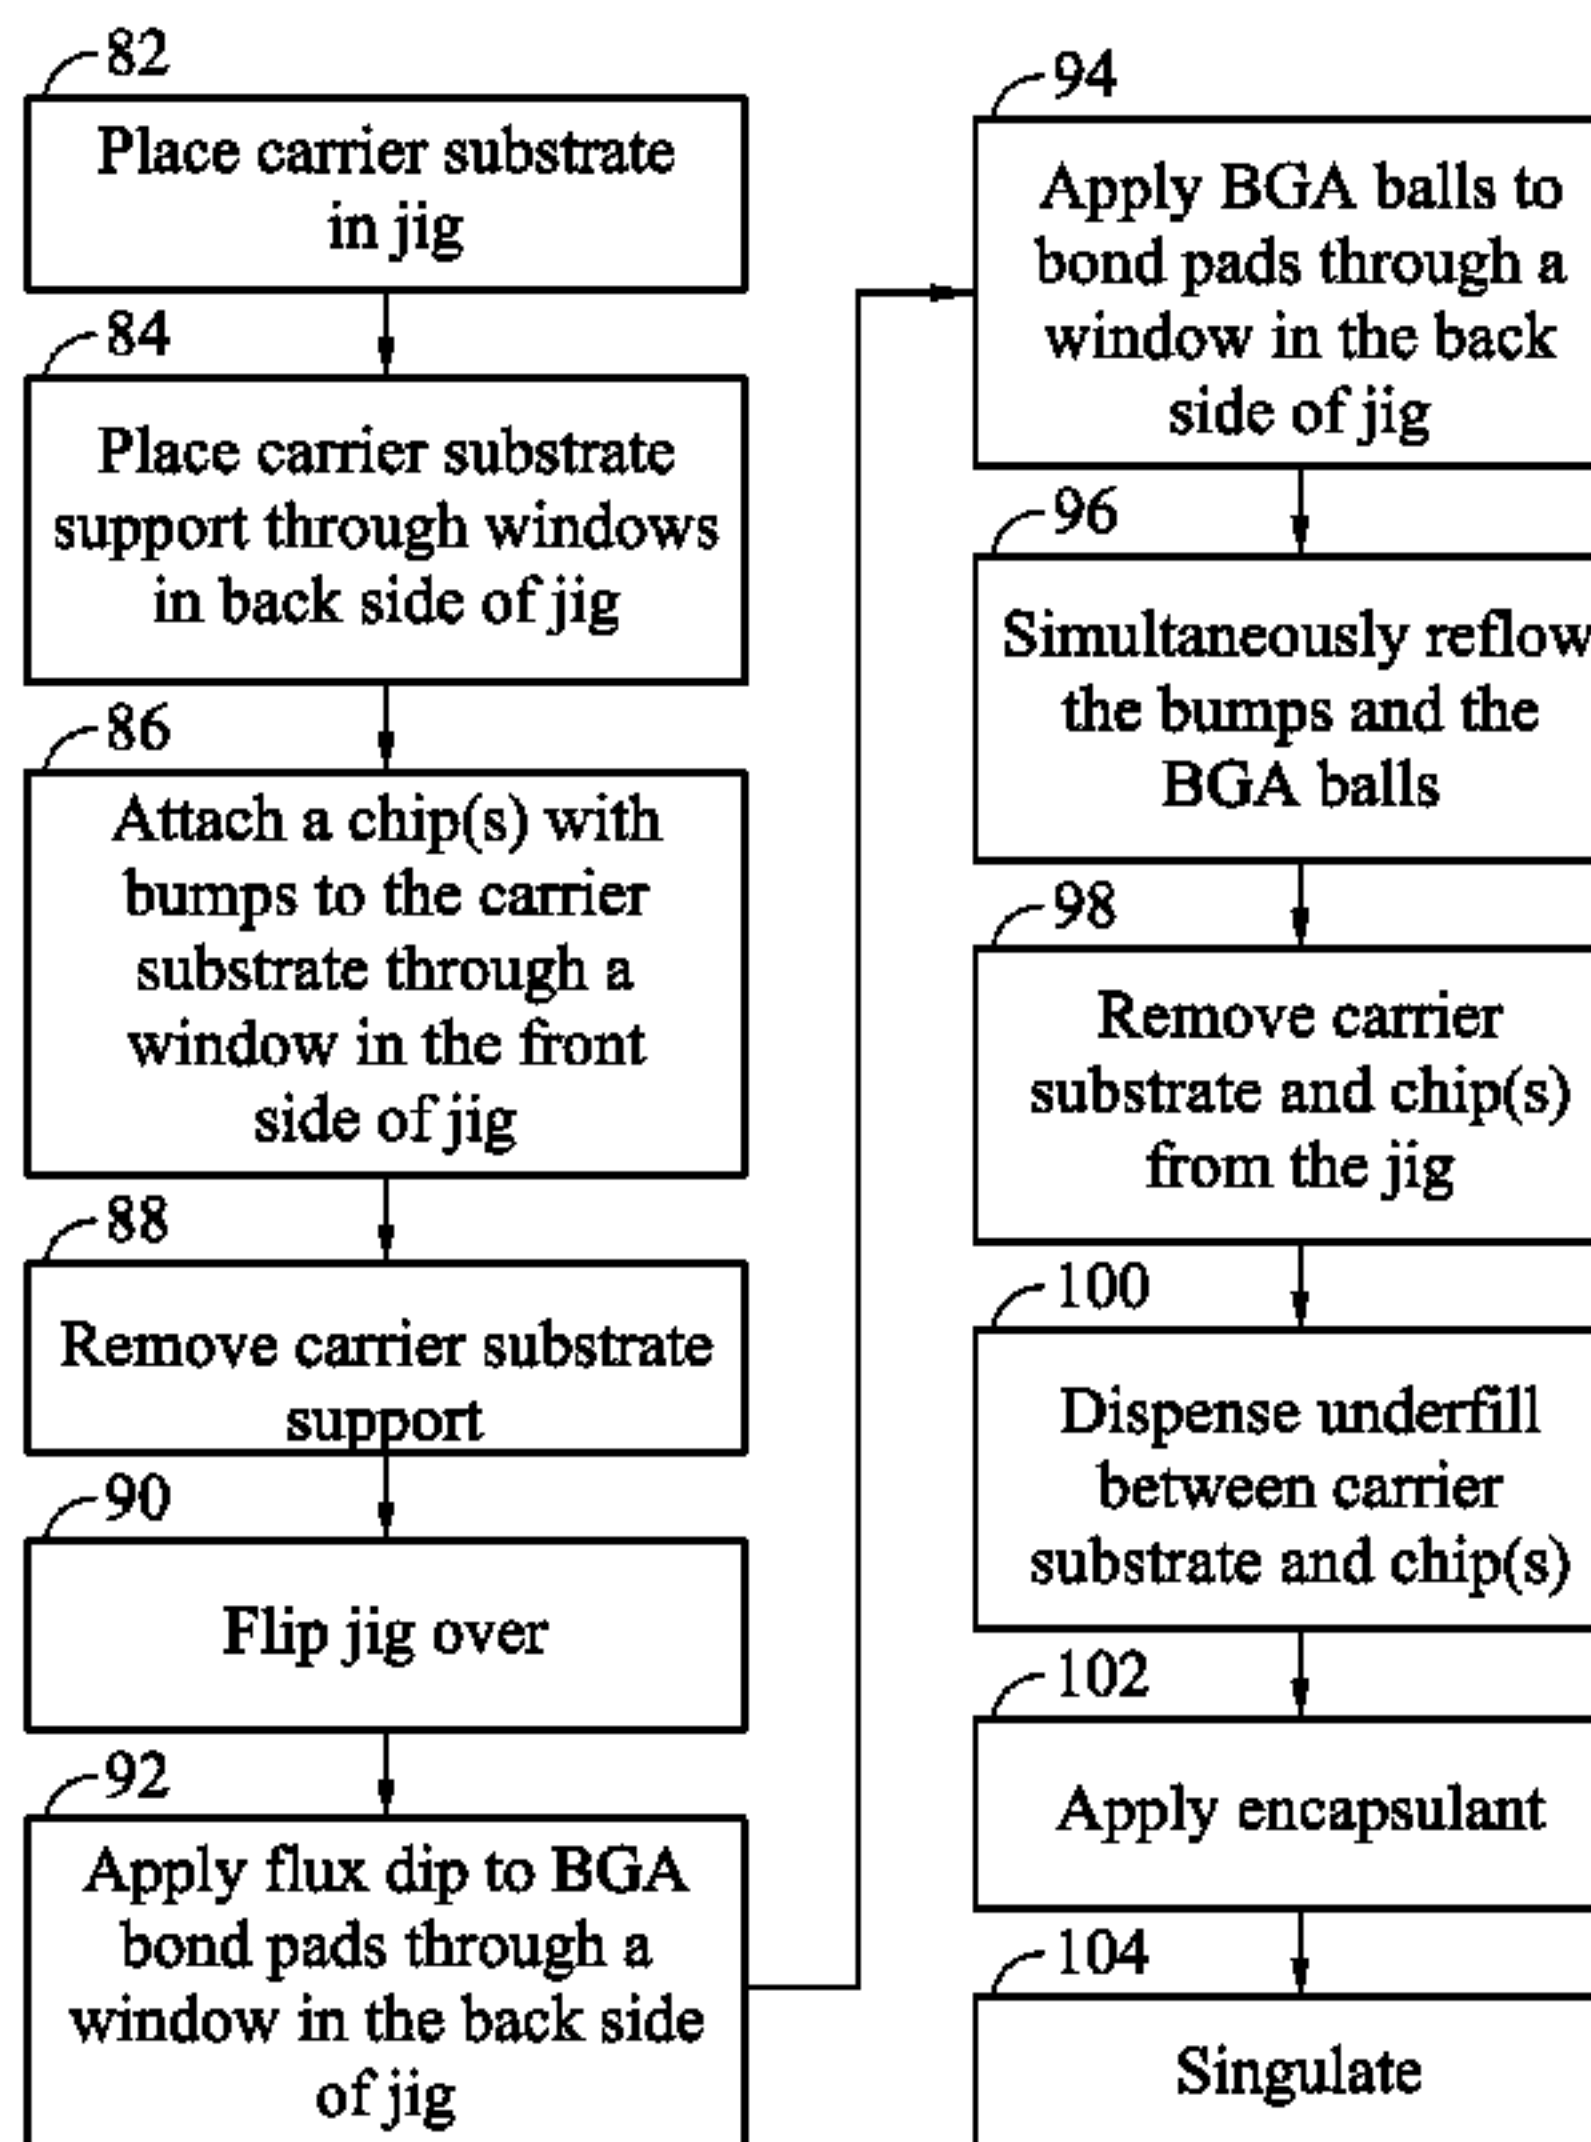 82
Place carrier substrate
in jig
84
Place carrier substrate
support through windows
in back side of jig
86
Attach a chip(s) with
bumps to the carrier
substrate through a
window in the front
side of jig
88
Remove carrier substrate
support
90
Flip jig over
92
Apply flux dip to BGA
bond pads through a
window in the back side
of jig
94
Apply BGA balls to
bond pads through a
window in the back
side of jig
96
Simultaneously reflow
the bumps and the
BGA balls
98
Remove carrier
substrate and chip(s)
from the jig
100
Dispense underfill
between carrier
substrate and chip(s)
102
Apply encapsulant
104
Singulate